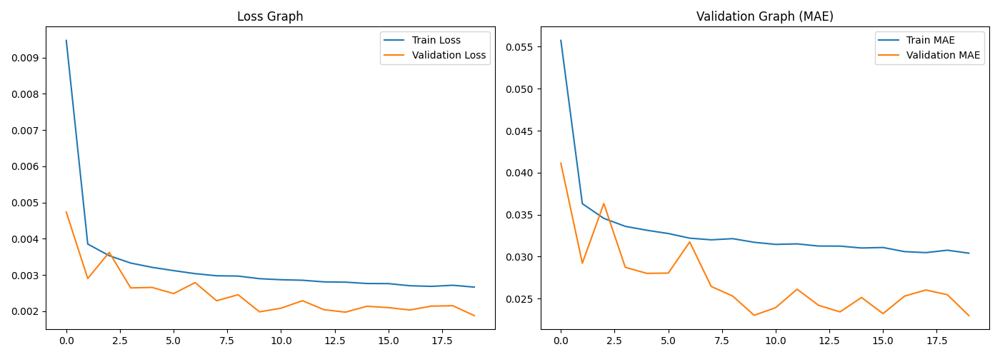 Loss Graph
Train Loss
Validation Loss
0.009
0.008
0.007
0.006
0.005
0.004
0.003
0.002
0.0 2.5 5.0 7.5 10.0 12.5 15.0 17.5
Validation Graph (MAE)
Train MAE
Validation MAE
0.055
0.050
0.045
0.040
0.035
0.030
0.025
0.0 2.5 5.0 7.5 10.0 12.5 15.0 17.5